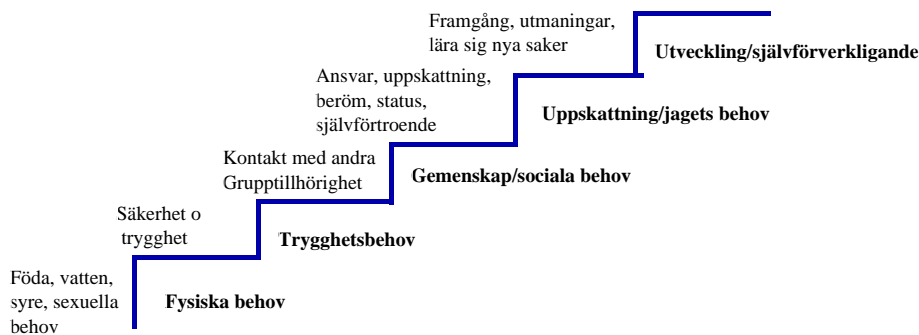 Framgång, utmaningar,
lära sig nya saker
Utveckling/självförverkligande
Ansvar, uppskattning,
beröm, status,
självförtroende
Uppskattning/jagets behov
Kontakt med andra
Grupptillhörighet
Gemenskap/sociala behov
Säkerhet o
trygghet
Trygghetsbehov
Föda, vatten,
syre, sexuella
behov
Fysiska behov